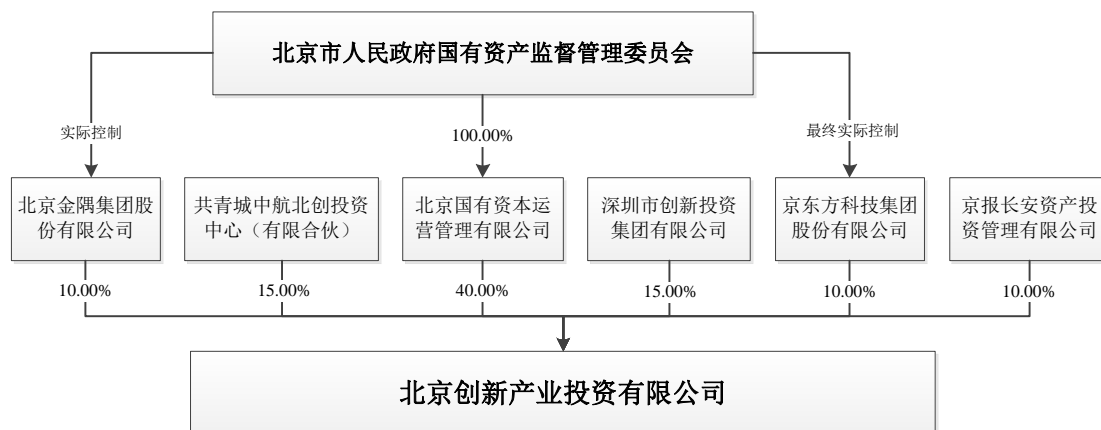 北京市人民政府国有资产监督管理委员会
实际控制
100.00%
最终实际控制
北京金隅集团股
份有限公司
共青城中航北创投资
中心（有限合伙）
北京国有资本运
营管理有限公司
深圳市创新投资
集团有限公司
京东方科技集团
股份有限公司
京报长安资产投
资管理有限公司
10.00%
15.00%
40.00%
15.00%
10.00%
10.00%
北京创新产业投资有限公司